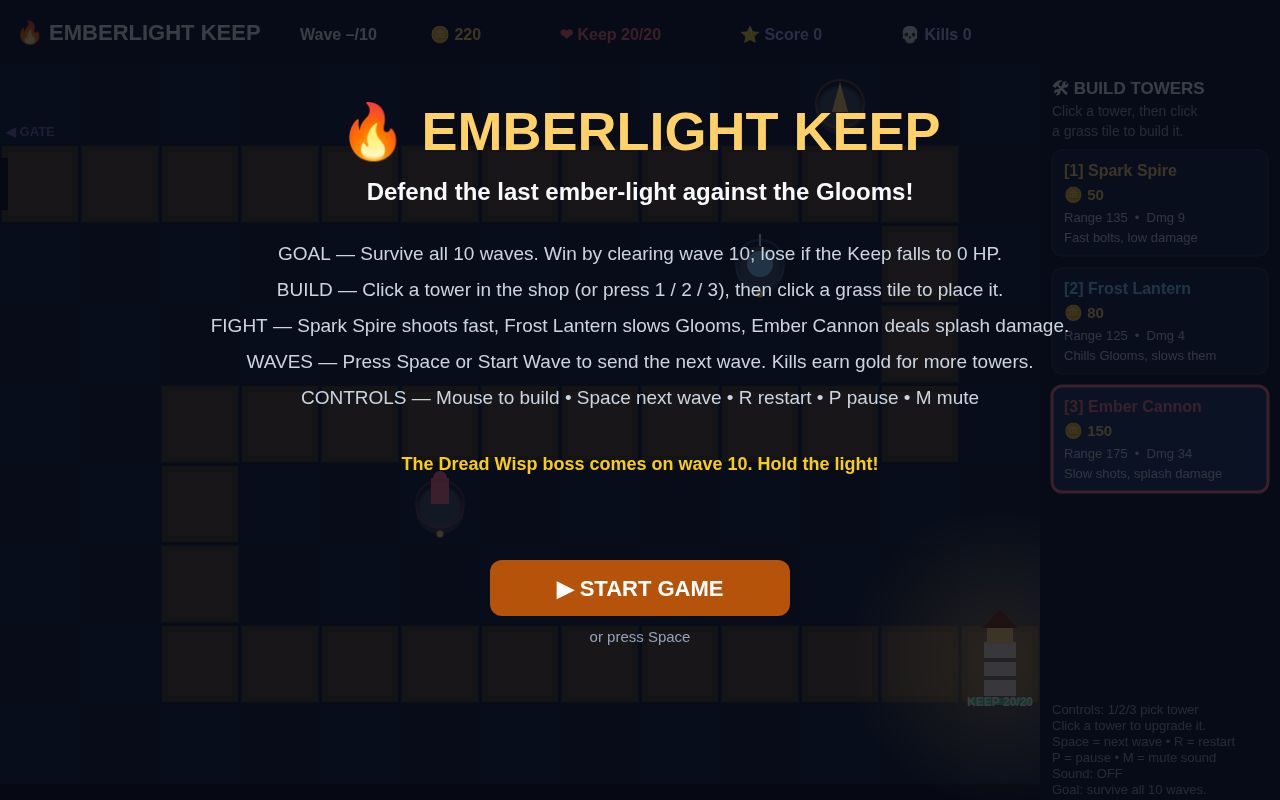 🔥 EMBERLIGHT KEEP
Wave –/10
🪙 220
❤ Keep 20/20
⭐ Score 0
💀 Kills 0
◀ GATE
🔥 EMBERLIGHT KEEP
Defend the last ember-light against the Glooms!
GOAL — Survive all 10 waves. Win by clearing wave 10; lose if the Keep falls to 0 HP.
BUILD — Click a tower in the shop (or press 1 / 2 / 3), then click a grass tile to place it.
FIGHT — Spark Spire shoots fast, Frost Lantern slows Glooms, Ember Cannon deals splash damage.
WAVES — Press Space or Start Wave to send the next wave. Kills earn gold for more towers.
CONTROLS — Mouse to build • Space next wave • R restart • P pause • M mute
The Dread Wisp boss comes on wave 10. Hold the light!
▶ START GAME
or press Space
KEEP 20/20
🛠 BUILD TOWERS
Click a tower, then click
a grass tile to build it.
[1] Spark Spire
🪙 50
Range 135 • Dmg 9
Fast bolts, low damage
[2] Frost Lantern
🪙 80
Range 125 • Dmg 4
Chills Glooms, slows them
[3] Ember Cannon
🪙 150
Range 175 • Dmg 34
Slow shots, splash damage
Controls: 1/2/3 pick tower
Click a tower to upgrade it.
Space = next wave • R = restart
P = pause • M = mute sound
Sound: OFF
Goal: survive all 10 waves.